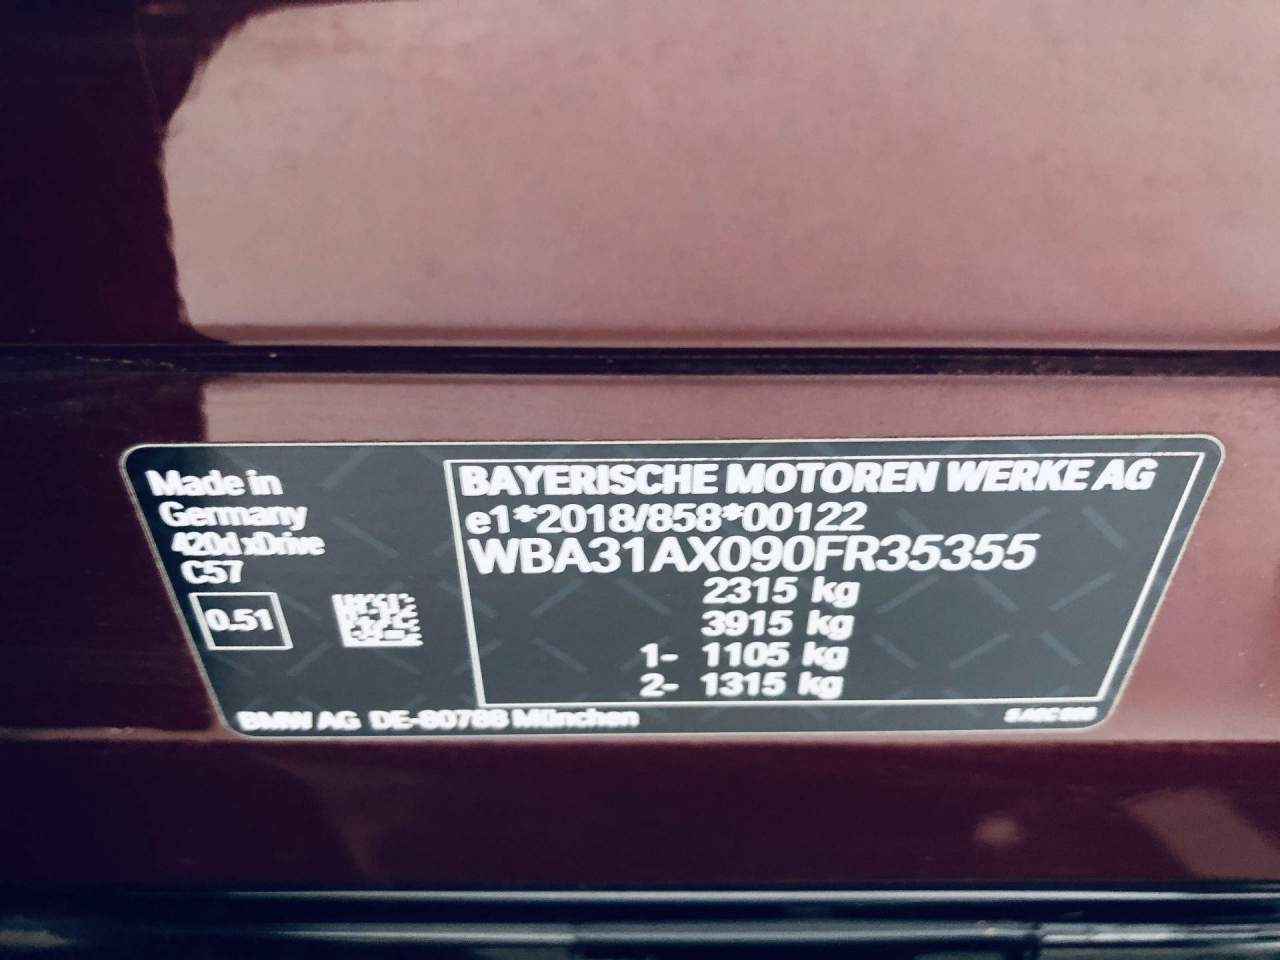 Made in
Germany
420d xDrive
C57
0.51
BAYERISCHE MOTOREN WERKE AG
e1*2018/858*00122
WBA31AX090FR35355
2315 kg
3915 kg
1- 1105 kg
2- 1315 kg
BMW AG DE-80788 München